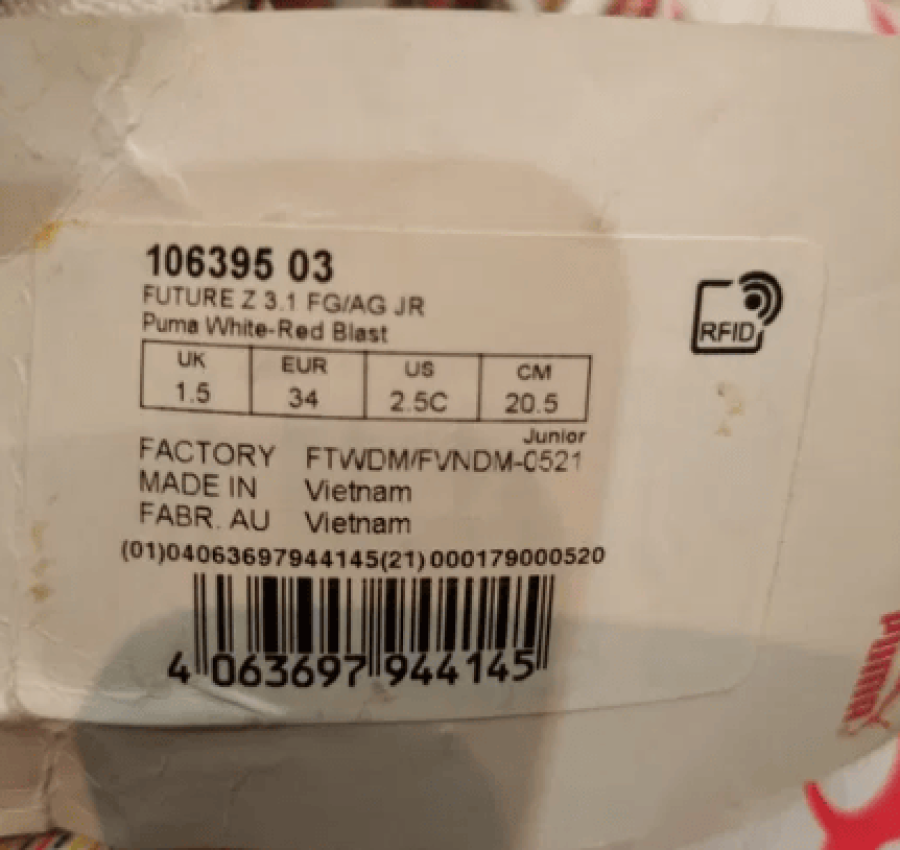 106395 03
FUTURE Z 3.1 FG/AG JR
Puma White-Red Blast
RFID
UK EUR US CM
1.5 34 2.5C 20.5
Junior
FACTORY FTWDM/FVNDM-0521
MADE IN Vietnam
FABR. AU Vietnam
(01)04063697944145(21)000179000520
4 063697 944145
PUMA